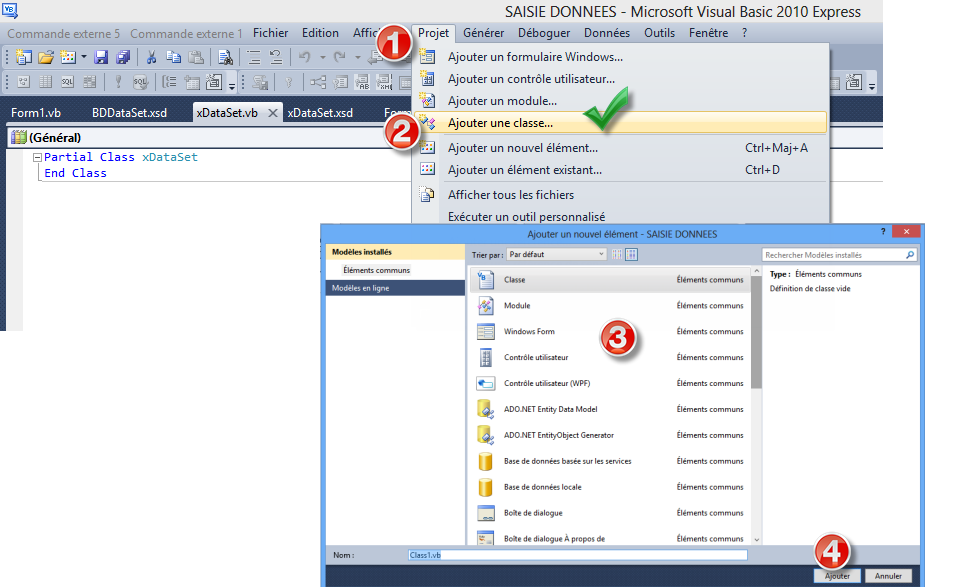 SAISIE DONNEES - Microsoft Visual Basic 2010 Express
Commande externe 5 Commande externe 1 Fichier Edition Affic Projet Générer Déboguer Données Outils Fenêtre ?
1
Form1.vb BDDataSet.xsd xDataSet.vb xDataSet.xsd
(Général)
Partial Class xDataSet
End Class
Ajouter un formulaire Windows...
Ajouter un contrôle utilisateur...
Ajouter un module...
2
Ajouter une classe...
Ajouter un nouvel élément... Ctrl+Maj+A
Ajouter un élément existant... Ctrl+D
Afficher tous les fichiers
Exécuter un outil personnalisé
Ajouter un nouvel élément - SAISIE DONNEES
Modèles installés
Éléments communs
Modèles en ligne
Trier par : Par défaut
Rechercher Modèles installés
Classe Éléments communs
Module Éléments communs
Windows Form Éléments communs
3
Contrôle utilisateur Éléments communs
Contrôle utilisateur (WPF) Éléments communs
ADO.NET Entity Data Model Éléments communs
ADO.NET EntityObject Generator Éléments communs
Base de données basée sur les services Éléments communs
Base de données locale Éléments communs
Boîte de dialogue Éléments communs
Boîte de dialogue À propos de Éléments communs
Type : Éléments communs
Définition de classe vide
Nom : Class1.vb
4
Ajouter Annuler